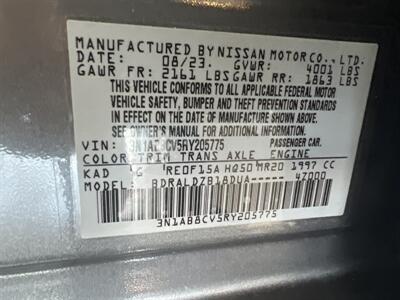 MANUFACTURED BY NISSAN MOTOR CO., LTD.
DATE: 08/23. GVWR: 4001 LBS
GAWR FR: 2161 LBS GAWR RR: 1863 LBS
THIS VEHICLE CONFORMS TO ALL APPLICABLE FEDERAL MOTOR
VEHICLE SAFETY, BUMPER AND THEFT PREVENTION STANDARDS
IN EFFECT ON THE DATE OF MANUFACTURE SHOWN ABOVE.
SEE OWNER'S MANUAL FOR ADDITIONAL
VIN: 3N1AB8CV5RY205775 PASSENGER CAR.
COLOR TRIM TRANS AXLE ENGINE
KAD G RE0F15A HQ50 MR20 1997 CC
MODEL: BDRALDZB18DUA----- 4Z000
3N1AB8CV5RY205775